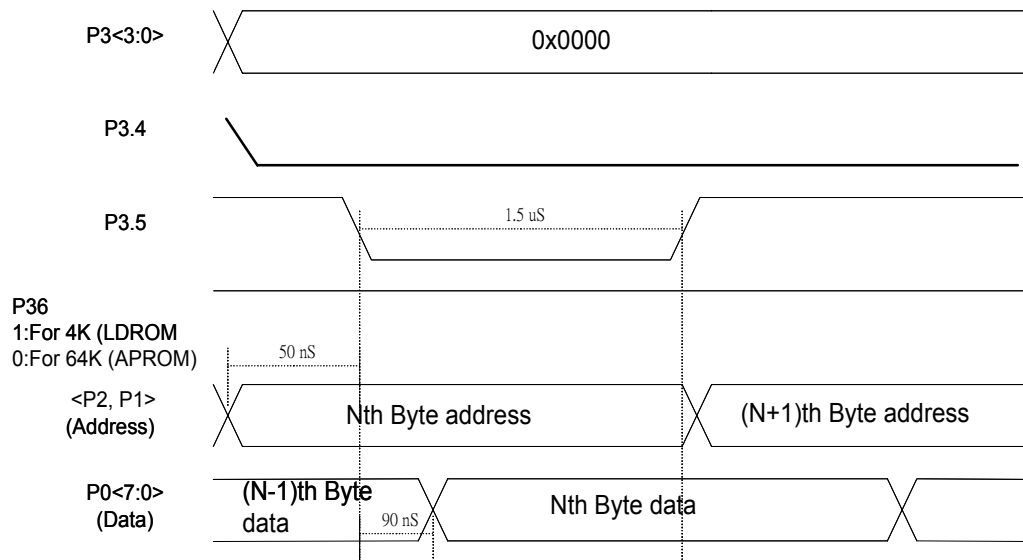 P3<3:0>
0x0000
P3.4
P3.5
1.5 uS
P36
1:For 4K (LDROM
0:For 64K (APROM)
50 nS
<P2, P1>
(Address)
Nth Byte address
(N+1)th Byte address
P0<7:0>
(Data)
(N-1)th Byte
data
90 nS
Nth Byte data